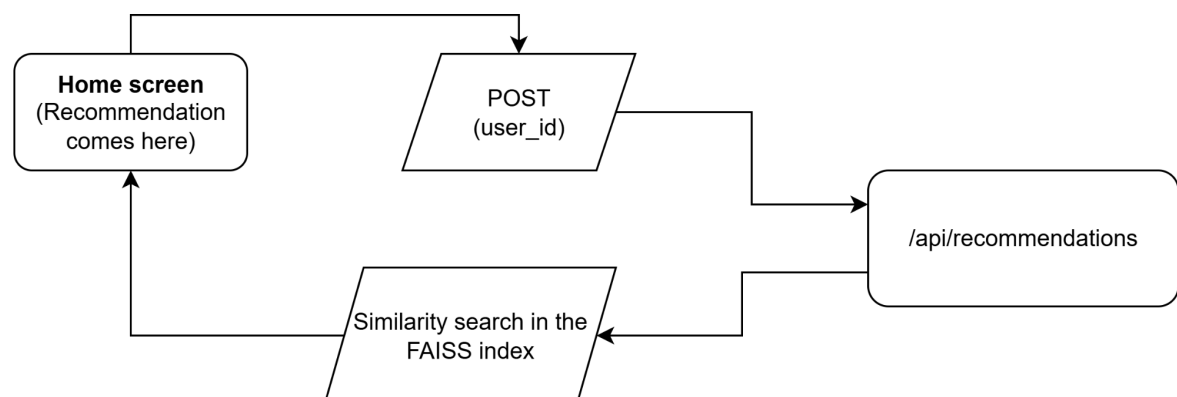 Home screen
(Recommendation
comes here)
POST
(user_id)
/api/recommendations
Similarity search in the
FAISS index